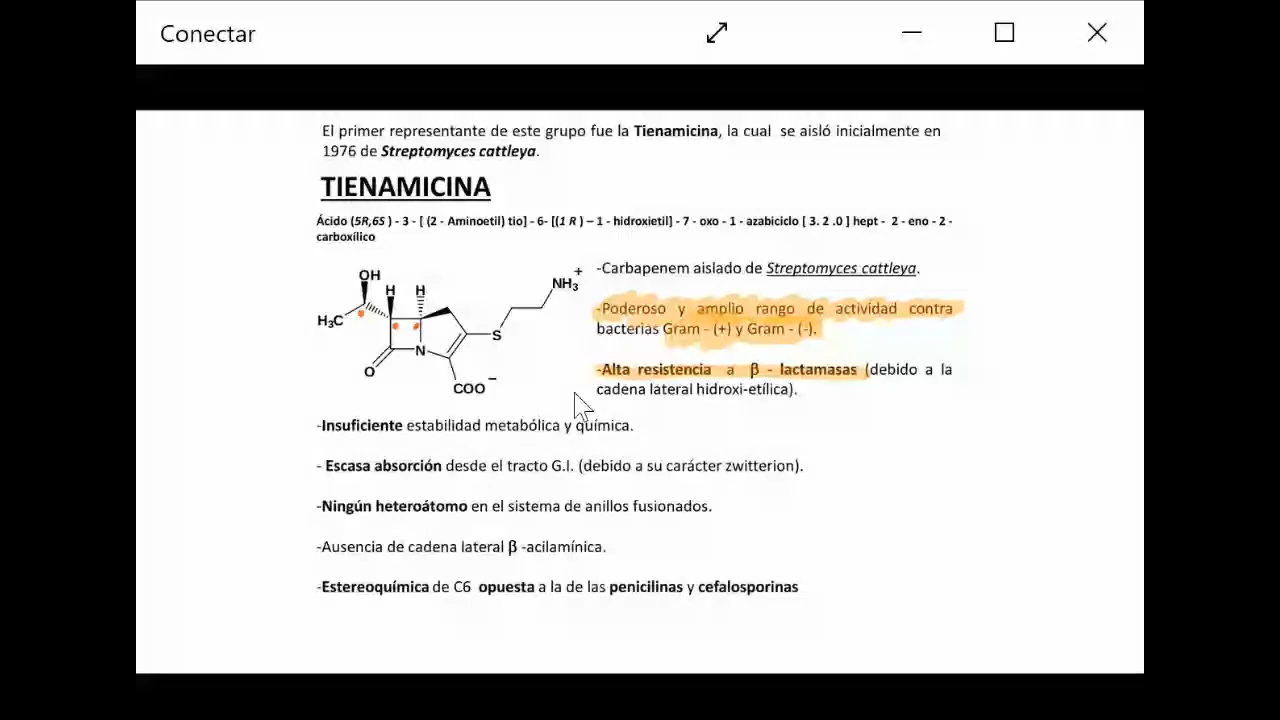 Conectar
El primer representante de este grupo fue la Tienamicina, la cual se aisló inicialmente en
1976 de Streptomyces cattleya.
TIENAMICINA
Ácido (5R,6S ) - 3 - [ (2 - Aminoetil) tio] - 6- [(1 R ) – 1 - hidroxietil] - 7 - oxo - 1 - azabiciclo [ 3. 2 .0 ] hept - 2 - eno - 2 -
carboxílico
OH
H
H
H3C
O
N
S
NH3
+
COO
−
-Carbapenem aislado de Streptomyces cattleya.
-Poderoso y amplio rango de actividad contra
bacterias Gram - (+) y Gram - (-).
-Alta resistencia a β - lactamasas (debido a la
cadena lateral hidroxi-etílica).
-Insuficiente estabilidad metabólica y química.
- Escasa absorción desde el tracto G.I. (debido a su carácter zwitterion).
-Ningún heteroátomo en el sistema de anillos fusionados.
-Ausencia de cadena lateral β -acilamínica.
-Estereoquímica de C6 opuesta a la de las penicilinas y cefalosporinas